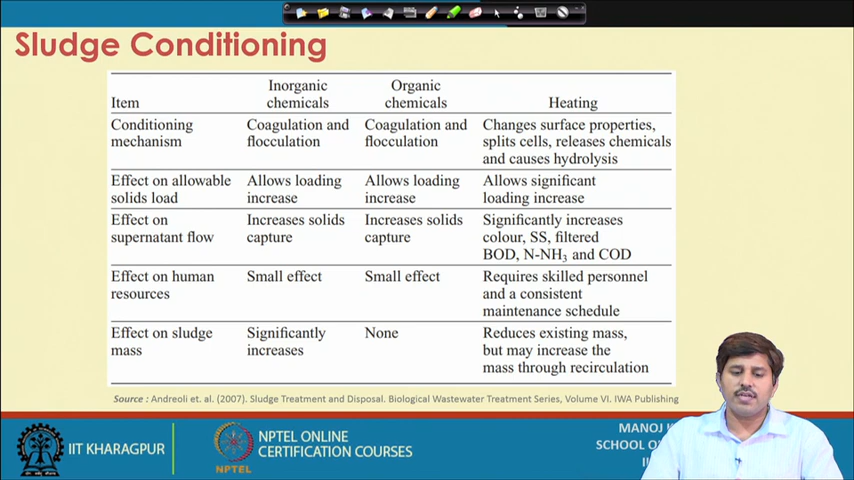 Sludge Conditioning
Item
Inorganic chemicals
Organic chemicals
Heating
Conditioning mechanism
Coagulation and flocculation
Coagulation and flocculation
Changes surface properties, splits cells, releases chemicals and causes hydrolysis
Effect on allowable solids load
Allows loading increase
Allows loading increase
Allows significant loading increase
Effect on supernatant flow
Increases solids capture
Increases solids capture
Significantly increases colour, SS, filtered BOD, N-NH₃ and COD
Effect on human resources
Small effect
Small effect
Requires skilled personnel and a consistent maintenance schedule
Effect on sludge mass
Significantly increases
None
Reduces existing mass, but may increase the mass through recirculation
Source : Andreoli et. al. (2007). Sludge Treatment and Disposal. Biological Wastewater Treatment Series, Volume VI. IWA Publishing
IIT KHARAGPUR
NPTEL
NPTEL ONLINE
CERTIFICATION COURSES
MANOJ
SCHOOL